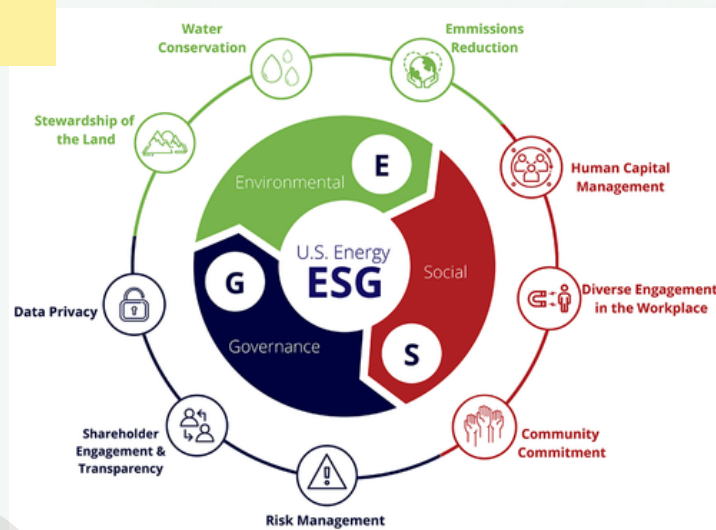 Water
Conservation
Emmissions
Reduction
Stewardship of
the Land
E
Environmental
Human Capital
Management
U.S. Energy
ESG
Social
G
Diverse Engagement
in the Workplace
Data Privacy
Governance
S
Shareholder
Engagement &
Transparency
Community
Commitment
Risk Management